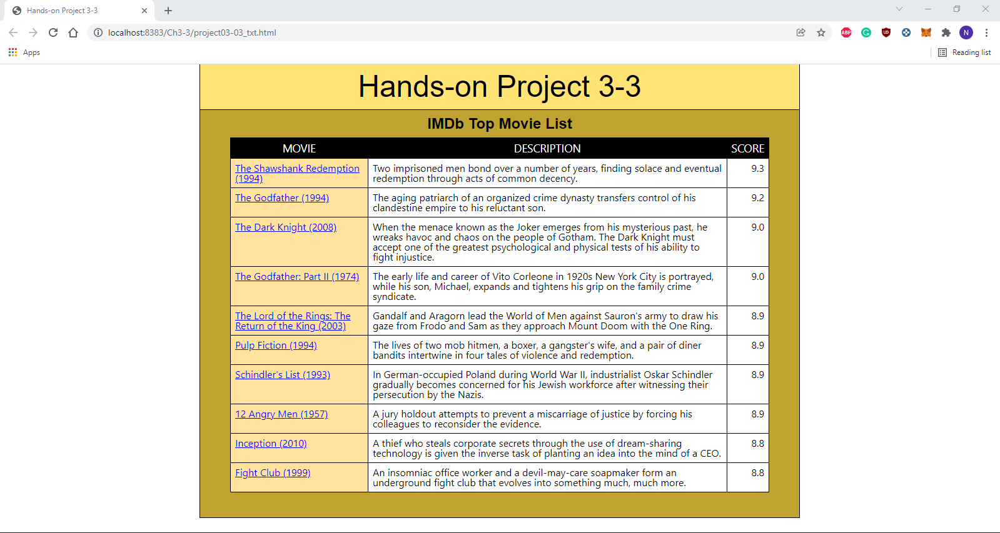 Hands-on Project 3-3
localhost:8383/Ch3-3/project03-03_txt.html
ABP
N
Apps
Reading list
Hands-on Project 3-3
IMDb Top Movie List
MOVIE DESCRIPTION SCORE
The Shawshank Redemption
(1994)
Two imprisoned men bond over a number of years, finding solace and eventual
redemption through acts of common decency.
9.3
The Godfather (1994)
The aging patriarch of an organized crime dynasty transfers control of his
clandestine empire to his reluctant son.
9.2
The Dark Knight (2008)
When the menace known as the Joker emerges from his mysterious past, he
wreaks havoc and chaos on the people of Gotham. The Dark Knight must
accept one of the greatest psychological and physical tests of his ability to
fight injustice.
9.0
The Godfather: Part II (1974)
The early life and career of Vito Corleone in 1920s New York City is portrayed,
while his son, Michael, expands and tightens his grip on the family crime
syndicate.
9.0
The Lord of the Rings: The
Return of the King (2003)
Gandalf and Aragorn lead the World of Men against Sauron's army to draw his
gaze from Frodo and Sam as they approach Mount Doom with the One Ring.
8.9
Pulp Fiction (1994)
The lives of two mob hitmen, a boxer, a gangster's wife, and a pair of diner
bandits intertwine in four tales of violence and redemption.
8.9
Schindler's List (1993)
In German-occupied Poland during World War II, industrialist Oskar Schindler
gradually becomes concerned for his Jewish workforce after witnessing their
persecution by the Nazis.
8.9
12 Angry Men (1957)
A jury holdout attempts to prevent a miscarriage of justice by forcing his
colleagues to reconsider the evidence.
8.9
Inception (2010)
A thief who steals corporate secrets through the use of dream-sharing
technology is given the inverse task of planting an idea into the mind of a CEO.
8.8
Fight Club (1999)
An insomniac office worker and a devil-may-care soapmaker form an
underground fight club that evolves into something much, much more.
8.8